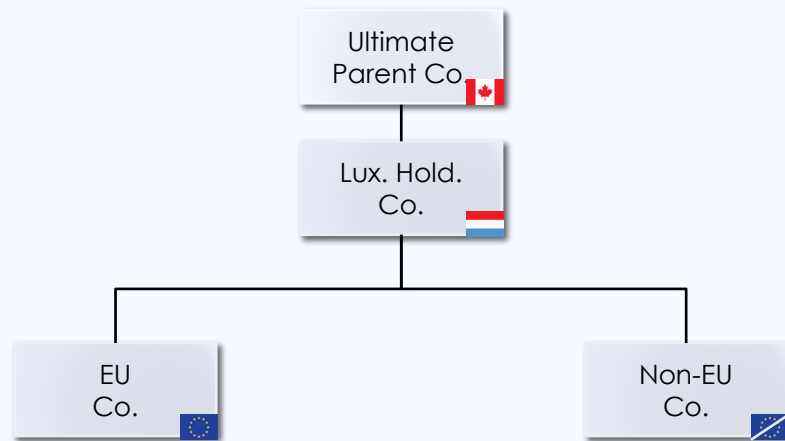 Ultimate
Parent Co.
Lux. Hold.
Co.
EU
Co.
Non-EU
Co.